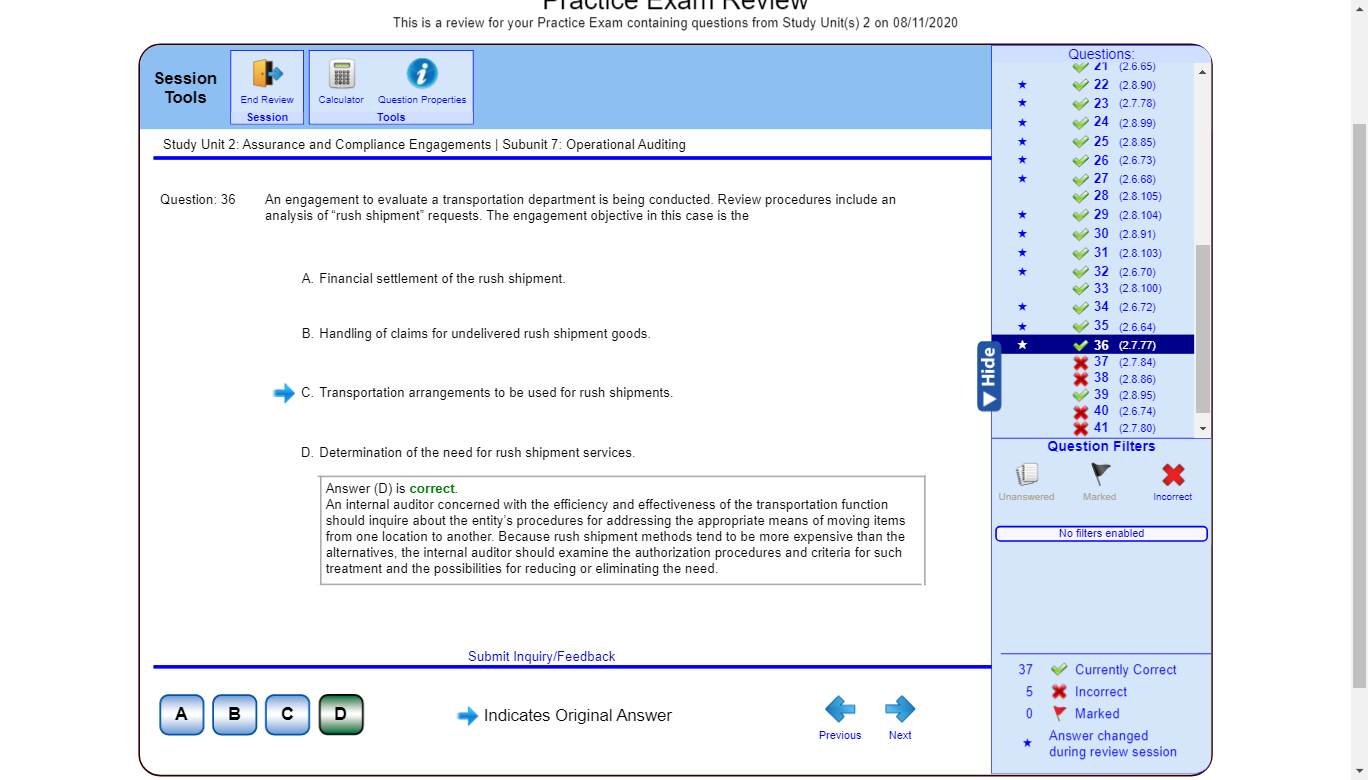 Practice Exam Review
This is a review for your Practice Exam containing questions from Study Unit(s) 2 on 08/11/2020
Session
Tools
End Review
Session
Calculator
Question Properties
Tools
Study Unit 2: Assurance and Compliance Engagements | Subunit 7: Operational Auditing
Question: 36
An engagement to evaluate a transportation department is being conducted. Review procedures include an
analysis of “rush shipment” requests. The engagement objective in this case is the
A. Financial settlement of the rush shipment.
B. Handling of claims for undelivered rush shipment goods.
C. Transportation arrangements to be used for rush shipments.
D. Determination of the need for rush shipment services.
Answer (D) is correct.
An internal auditor concerned with the efficiency and effectiveness of the transportation function
should inquire about the entity’s procedures for addressing the appropriate means of moving items
from one location to another. Because rush shipment methods tend to be more expensive than the
alternatives, the internal auditor should examine the authorization procedures and criteria for such
treatment and the possibilities for reducing or eliminating the need.
Submit Inquiry/Feedback
A B C D
Indicates Original Answer
Previous
Next
Questions:
21 (2.6.65)
22 (2.8.90)
23 (2.7.78)
24 (2.8.99)
25 (2.8.85)
26 (2.6.73)
27 (2.6.68)
28 (2.8.105)
29 (2.8.104)
30 (2.8.91)
31 (2.8.103)
32 (2.6.70)
33 (2.8.100)
34 (2.6.72)
35 (2.6.64)
36 (2.7.77)
37 (2.7.84)
38 (2.8.86)
39 (2.8.95)
40 (2.6.74)
41 (2.7.80)
Hide
Question Filters
Unanswered
Marked
Incorrect
No filters enabled
37 Currently Correct
5 Incorrect
0 Marked
Answer changed
during review session